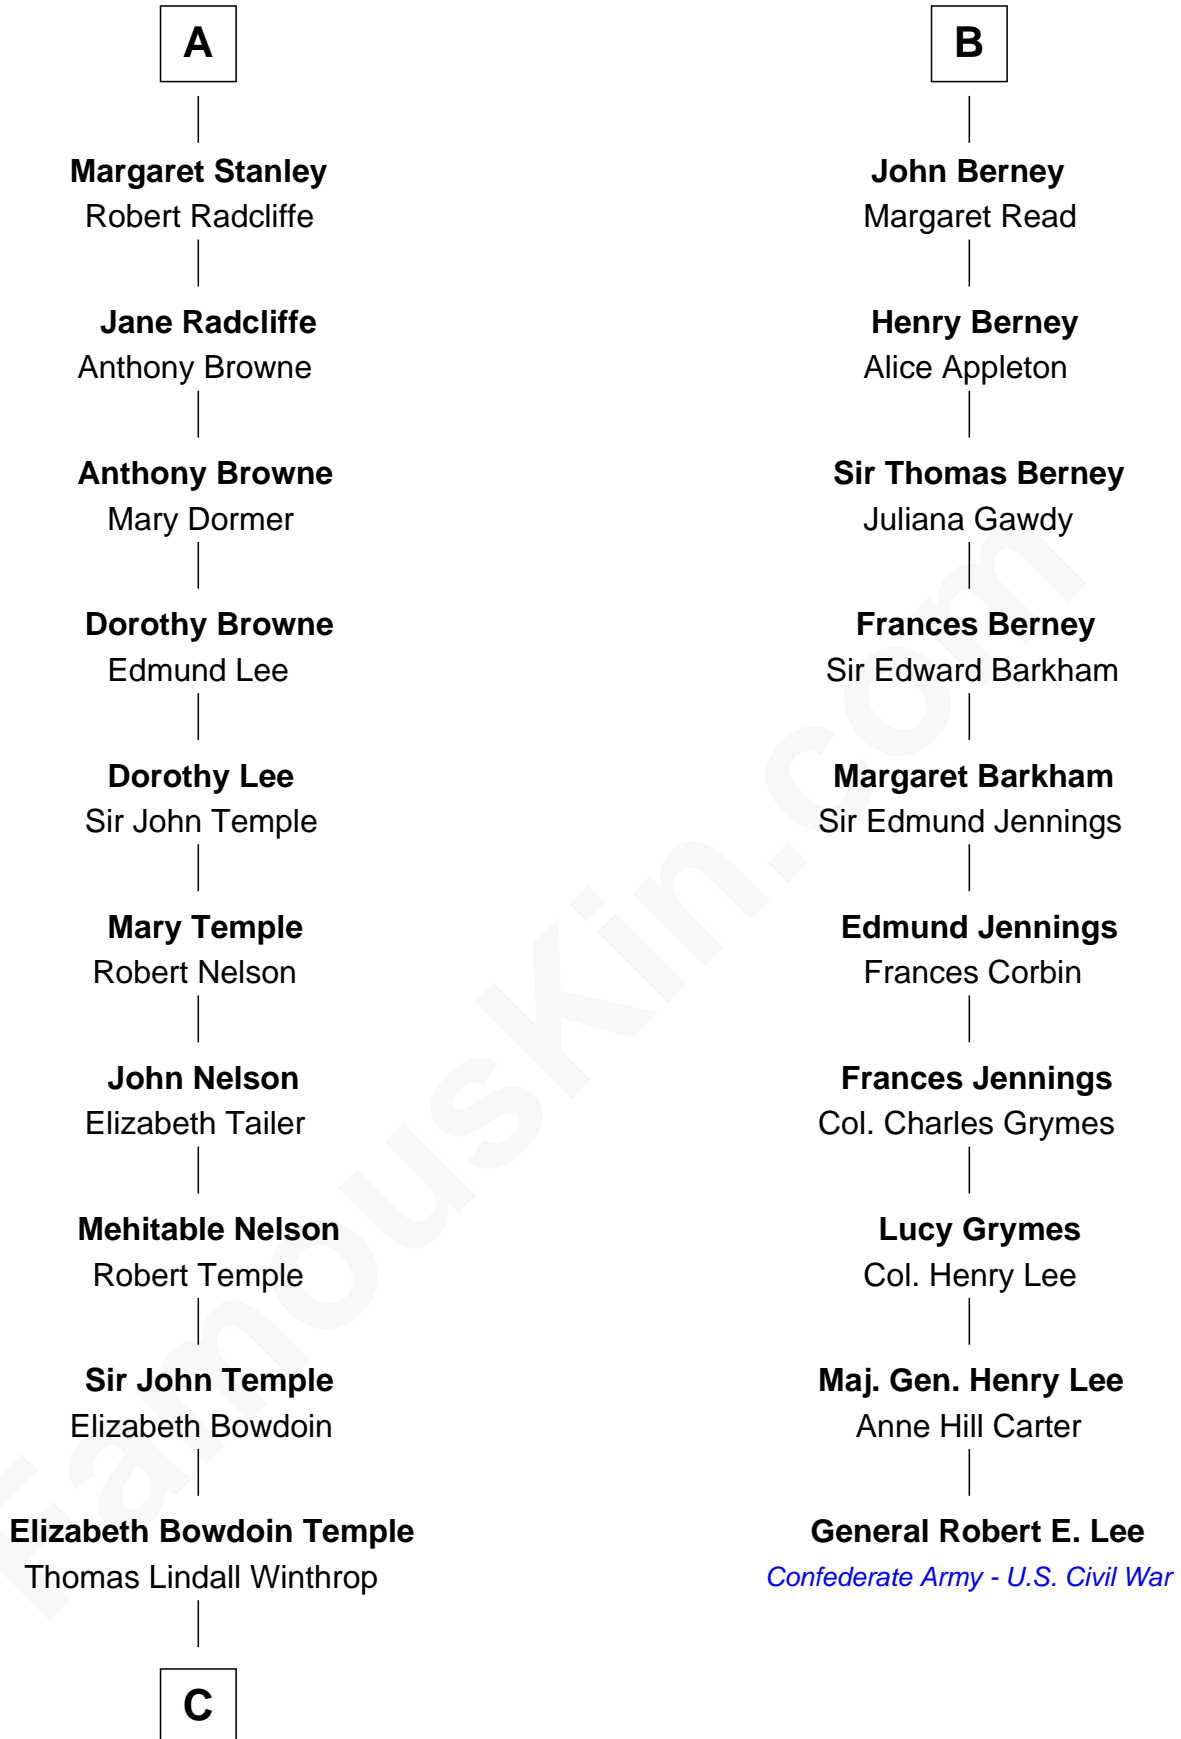 A
Margaret Stanley
Robert Radcliffe
Jane Radcliffe
Anthony Browne
Anthony Browne
Mary Dormer
Dorothy Browne
Edmund Lee
Dorothy Lee
Sir John Temple
Mary Temple
Robert Nelson
John Nelson
Elizabeth Tailer
Mehitable Nelson
Robert Temple
Sir John Temple
Elizabeth Bowdoin
Elizabeth Bowdoin Temple
Thomas Lindall Winthrop
C
B
John Berney
Margaret Read
Henry Berney
Alice Appleton
Sir Thomas Berney
Juliana Gawdy
Frances Berney
Sir Edward Barkham
Margaret Barkham
Sir Edmund Jennings
Edmund Jennings
Frances Corbin
Frances Jennings
Col. Charles Grymes
Lucy Grymes
Col. Henry Lee
Maj. Gen. Henry Lee
Anne Hill Carter
General Robert E. Lee
Confederate Army - U.S. Civil War
FamousKin.com